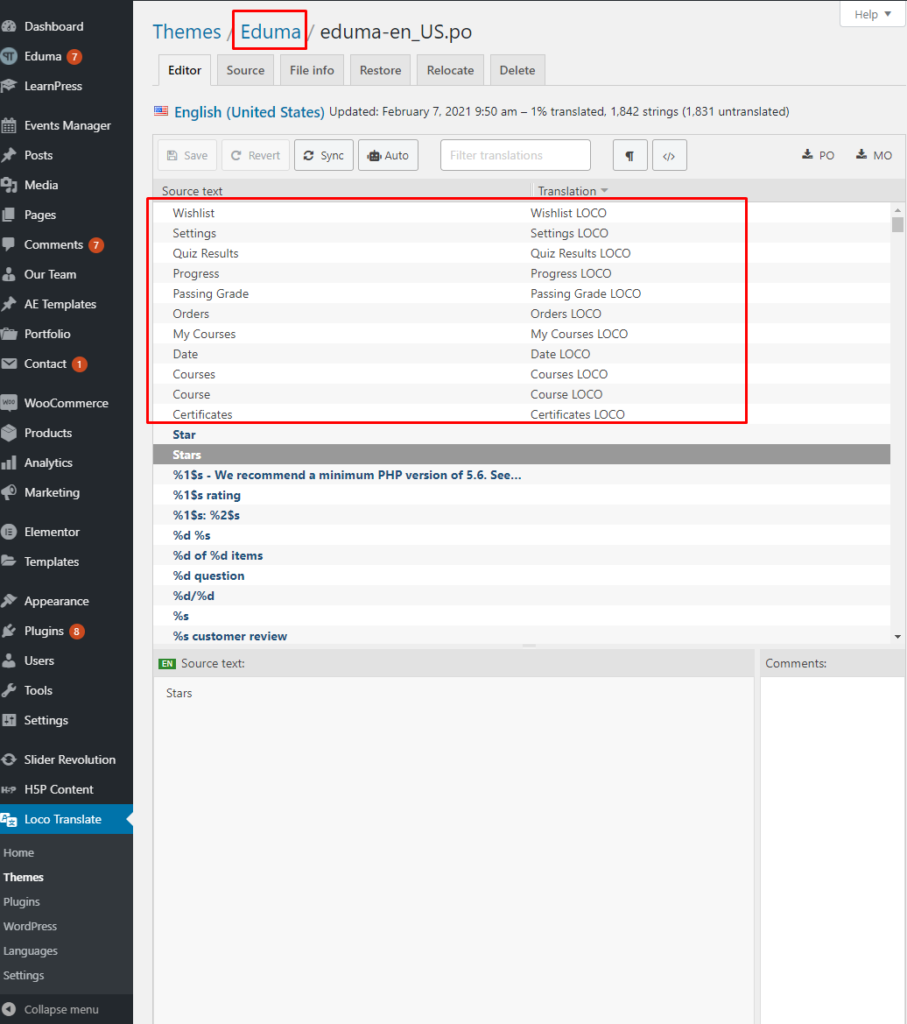 Help
Themes / Eduma / eduma-en_US.po
Editor Source File info Restore Relocate Delete
English (United States) Updated: February 7, 2021 9:50 am – 1% translated, 1,842 strings (1,831 untranslated)
Save Revert Sync Auto Filter translations ¶ </> PO MO
Source text Translation
Wishlist Wishlist LOCO
Settings Settings LOCO
Quiz Results Quiz Results LOCO
Progress Progress LOCO
Passing Grade Passing Grade LOCO
Orders Orders LOCO
My Courses My Courses LOCO
Date Date LOCO
Courses Courses LOCO
Course Course LOCO
Certificates Certificates LOCO
Star
Stars
%1$s - We recommend a minimum PHP version of 5.6. See...
%1$s rating
%1$s: %2$s
%d %s
%d of %d items
%d question
%d/%d
%s
%s customer review
EN Source text:
Stars
Comments:
Dashboard
Eduma 7
LearnPress
Events Manager
Posts
Media
Pages
Comments 7
Our Team
AE Templates
Portfolio
Contact 1
Woo WooCommerce
Products
Analytics
Marketing
Elementor
Templates
Appearance
Plugins 8
Users
Tools
Settings
Slider Revolution
H5P H5P Content
Loco Translate
Home
Themes
Plugins
WordPress
Languages
Settings
Collapse menu